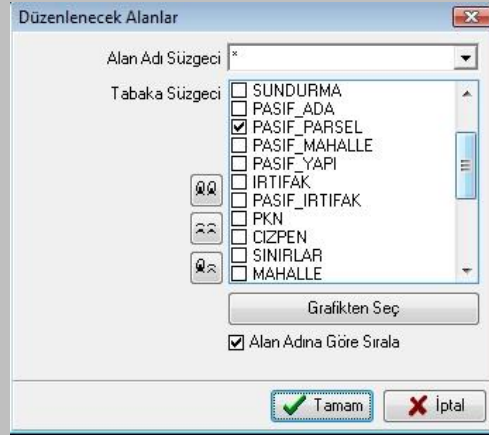 Düzenlenecek Alanlar
Alan Adı Süzgeci *
Tabaka Süzgeci
SUNDURMA
PASIF_ADA
PASIF_PARSEL
PASIF_MAHALLE
PASIF_YAPI
IRTIFAK
PASIF_IRTIFAK
PKN
CIZPEN
SINIRLAR
MAHALLE
Grafikten Seç
Alan Adına Göre Sırala
Tamam İptal